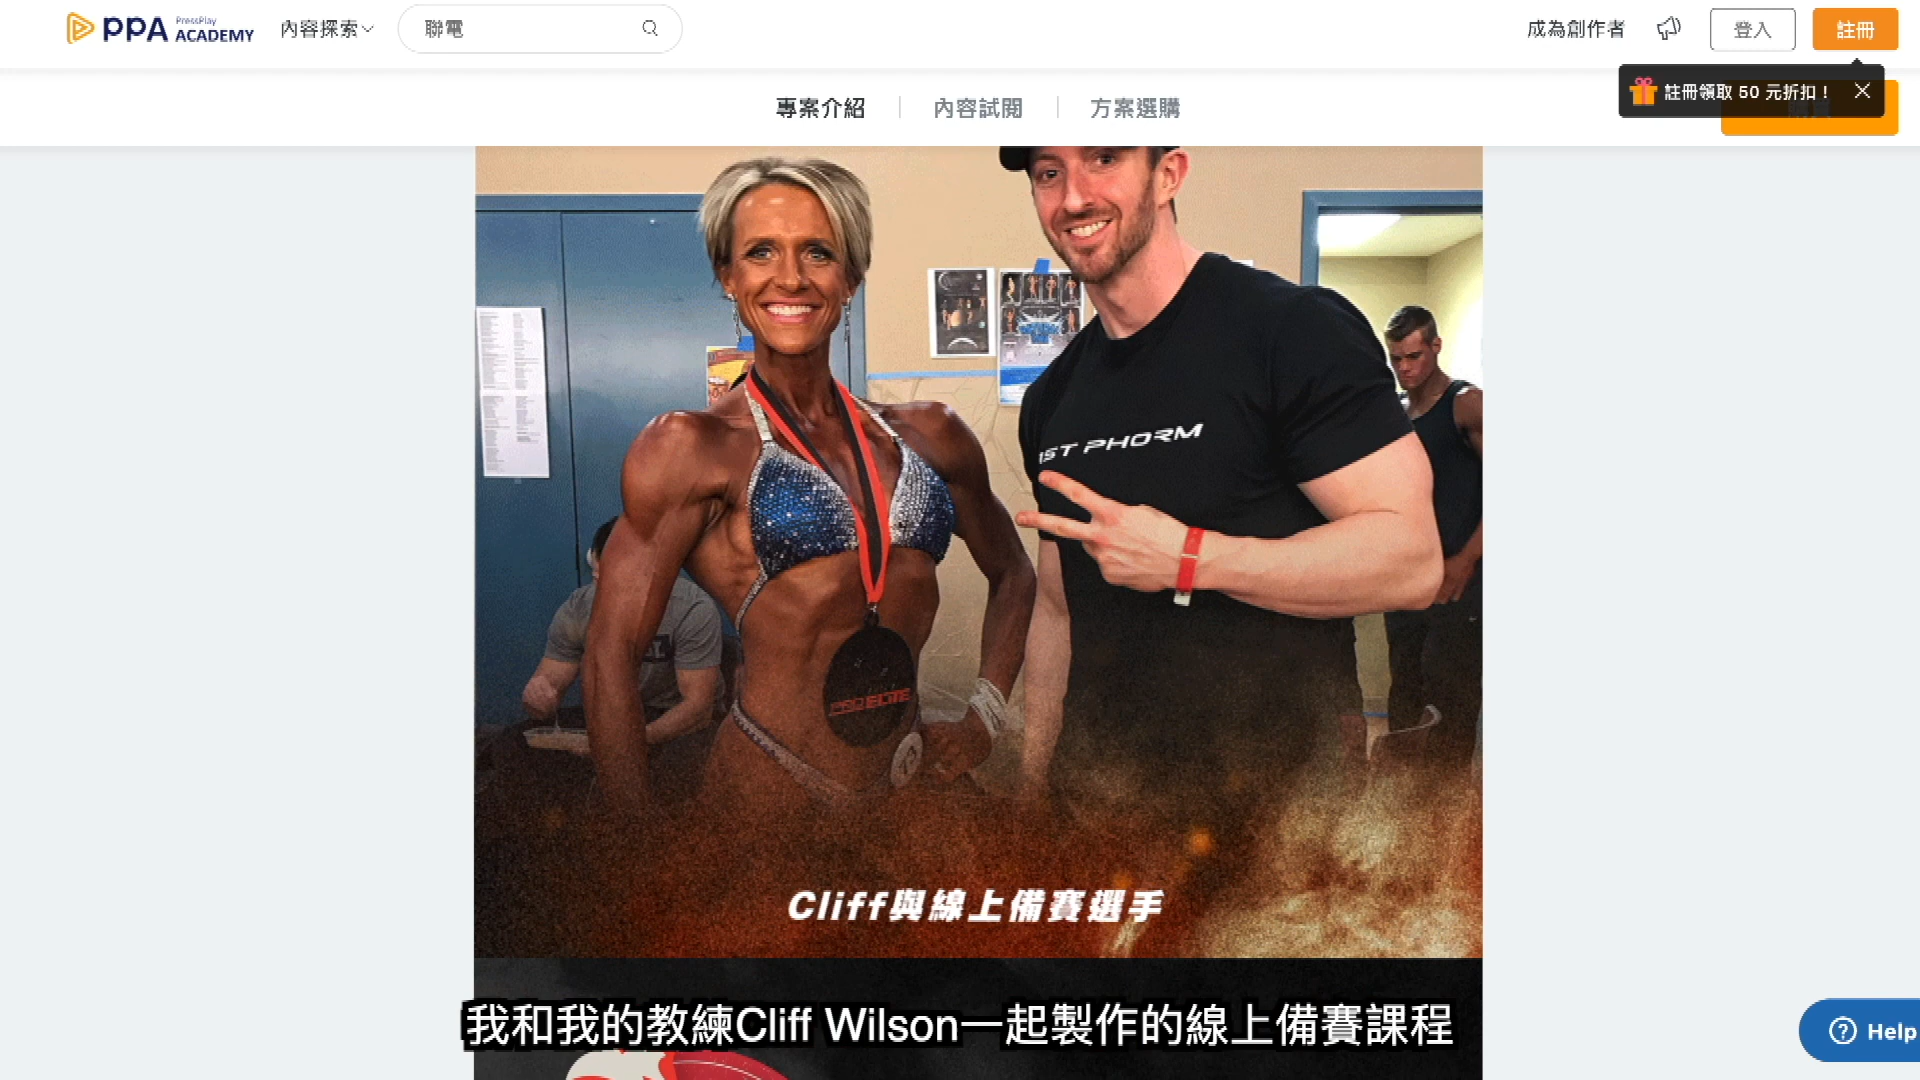 PPA PressPlay ACADEMY
內容探索
聯電
成為創作者
登入
註冊
註冊領取 50 元折扣！
專案介紹
內容試閱
方案選購
1ST PHORM
PRO ELITE
Cliff與線上備賽選手
我和我的教練Cliff Wilson一起製作的線上備賽課程
Help